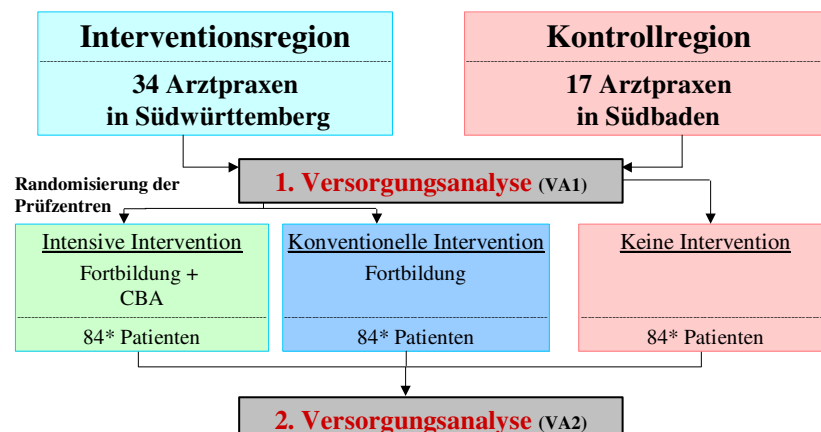 Interventionsregion
34 Arztpraxen
in Südwürttemberg
Kontrollregion
17 Arztpraxen
in Südbaden
1. Versorgungsanalyse (VA1)
Randomisierung der
Prüfzentren
Intensive Intervention
Fortbildung +
CBA
84* Patienten
Konventionelle Intervention
Fortbildung
84* Patienten
Keine Intervention
84* Patienten
2. Versorgungsanalyse (VA2)